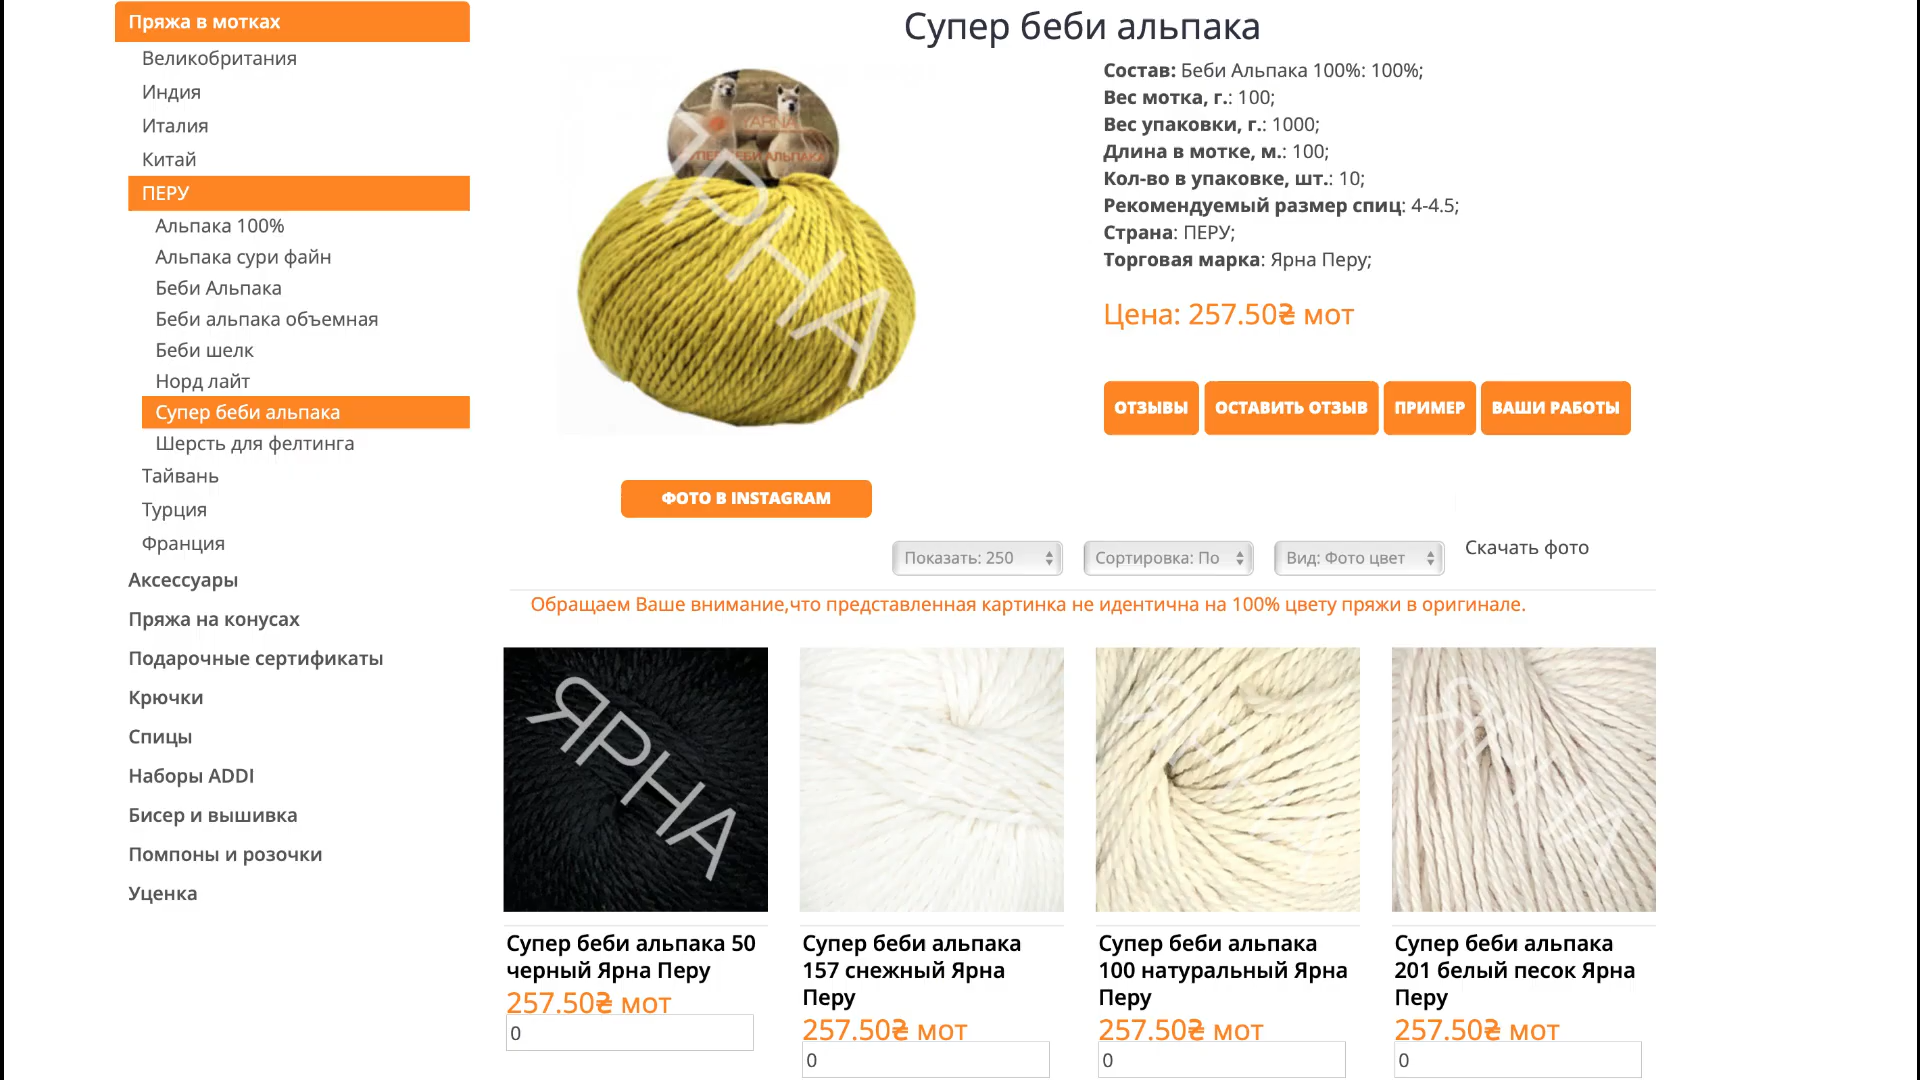 Пряжа в мотках
Великобритания
Индия
Италия
Китай
ПЕРУ
Альпака 100%
Альпака сури файн
Беби Альпака
Беби альпака объемная
Беби шелк
Норд лайт
Супер беби альпака
Шерсть для фелтинга
Тайвань
Турция
Франция
Аксессуары
Пряжа на конусах
Подарочные сертификаты
Крючки
Спицы
Наборы ADDI
Бисер и вышивка
Помпоны и розочки
Уценка
Супер беби альпака
YARNA
ЯРНА
Состав: Беби Альпака 100%: 100%;
Вес мотка, г.: 100;
Вес упаковки, г.: 1000;
Длина в мотке, м.: 100;
Кол-во в упаковке, шт.: 10;
Рекомендуемый размер спиц: 4-4.5;
Страна: ПЕРУ;
Торговая марка: Ярна Перу;
Цена: 257.50₴ мот
ОТЗЫВЫ
ОСТАВИТЬ ОТЗЫВ
ПРИМЕР
ВАШИ РАБОТЫ
ФОТО В INSTAGRAM
Показать: 250
Сортировка: По
Вид: Фото цвет
Скачать фото
Обращаем Ваше внимание,что представленная картинка не идентична на 100% цвету пряжи в оригинале.
ЯРНА
Супер беби альпака 50
черный Ярна Перу
257.50₴ мот
0
Супер беби альпака
157 снежный Ярна
Перу
257.50₴ мот
0
ЯРНА
Супер беби альпака
100 натуральный Ярна
Перу
257.50₴ мот
0
ЯРНА
Супер беби альпака
201 белый песок Ярна
Перу
257.50₴ мот
0